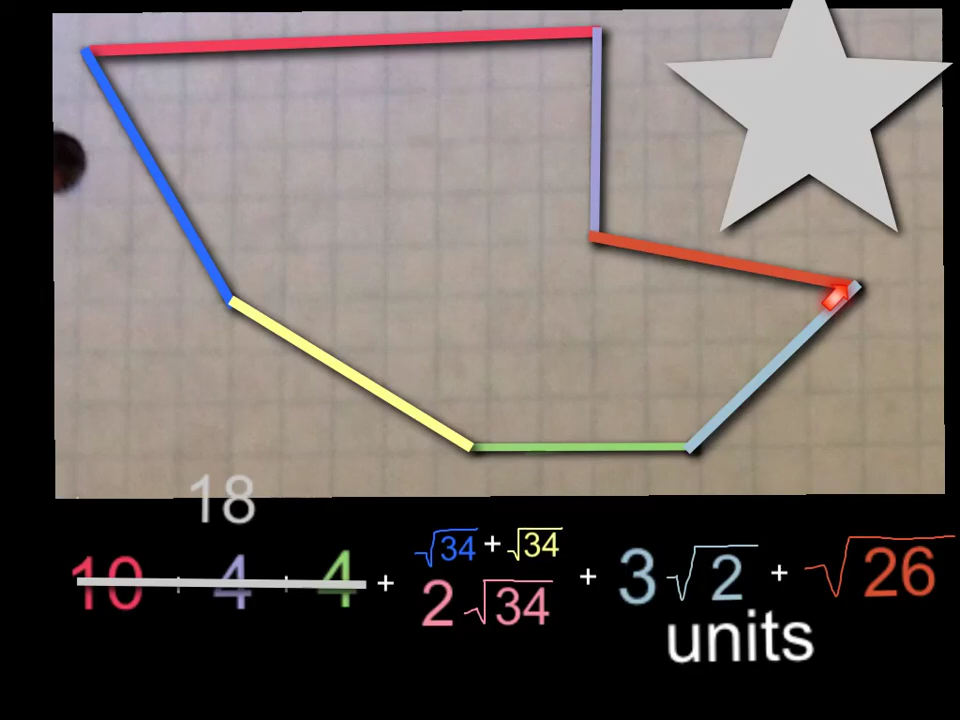 18
√34 + √34
10 + 4 + 4 + 2√34 + 3√2 + √26
units